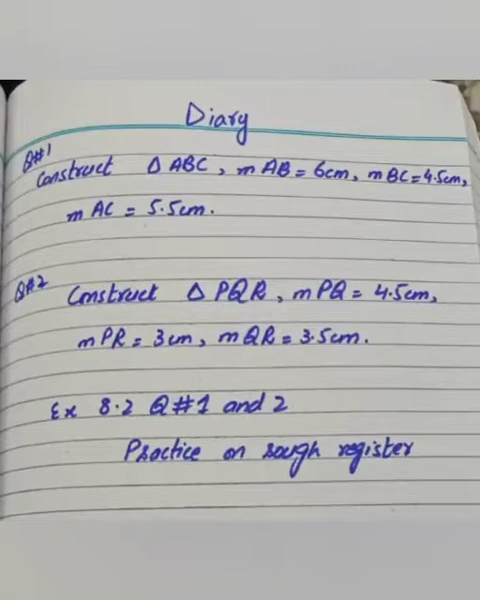 Diary
Q#1
Construct Δ ABC, mAB = 6cm, mBC = 4.5cm,
mAC = 5.5cm.
Q#2 Construct Δ PQR, mPQ = 4.5cm,
mPR = 3cm, mQR = 3.5cm.
Ex 8.2 Q#1 and 2
Practice on rough register